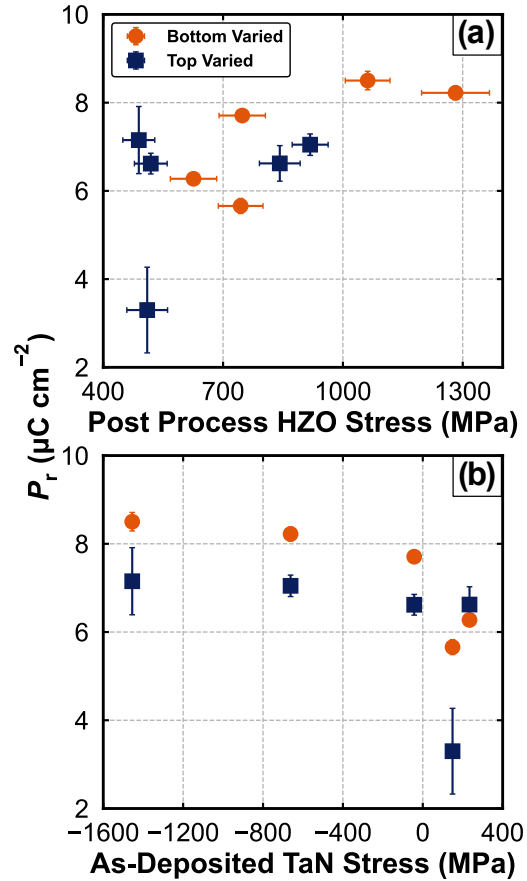 10
(a)
Bottom Varied
Top Varied
8
6
4
2
400 700 1000 1300
Post Process HZO Stress (MPa)
Pr (μC cm−2)
10
(b)
8
6
4
2
−1600 −1200 −800 −400 0 400
As-Deposited TaN Stress (MPa)